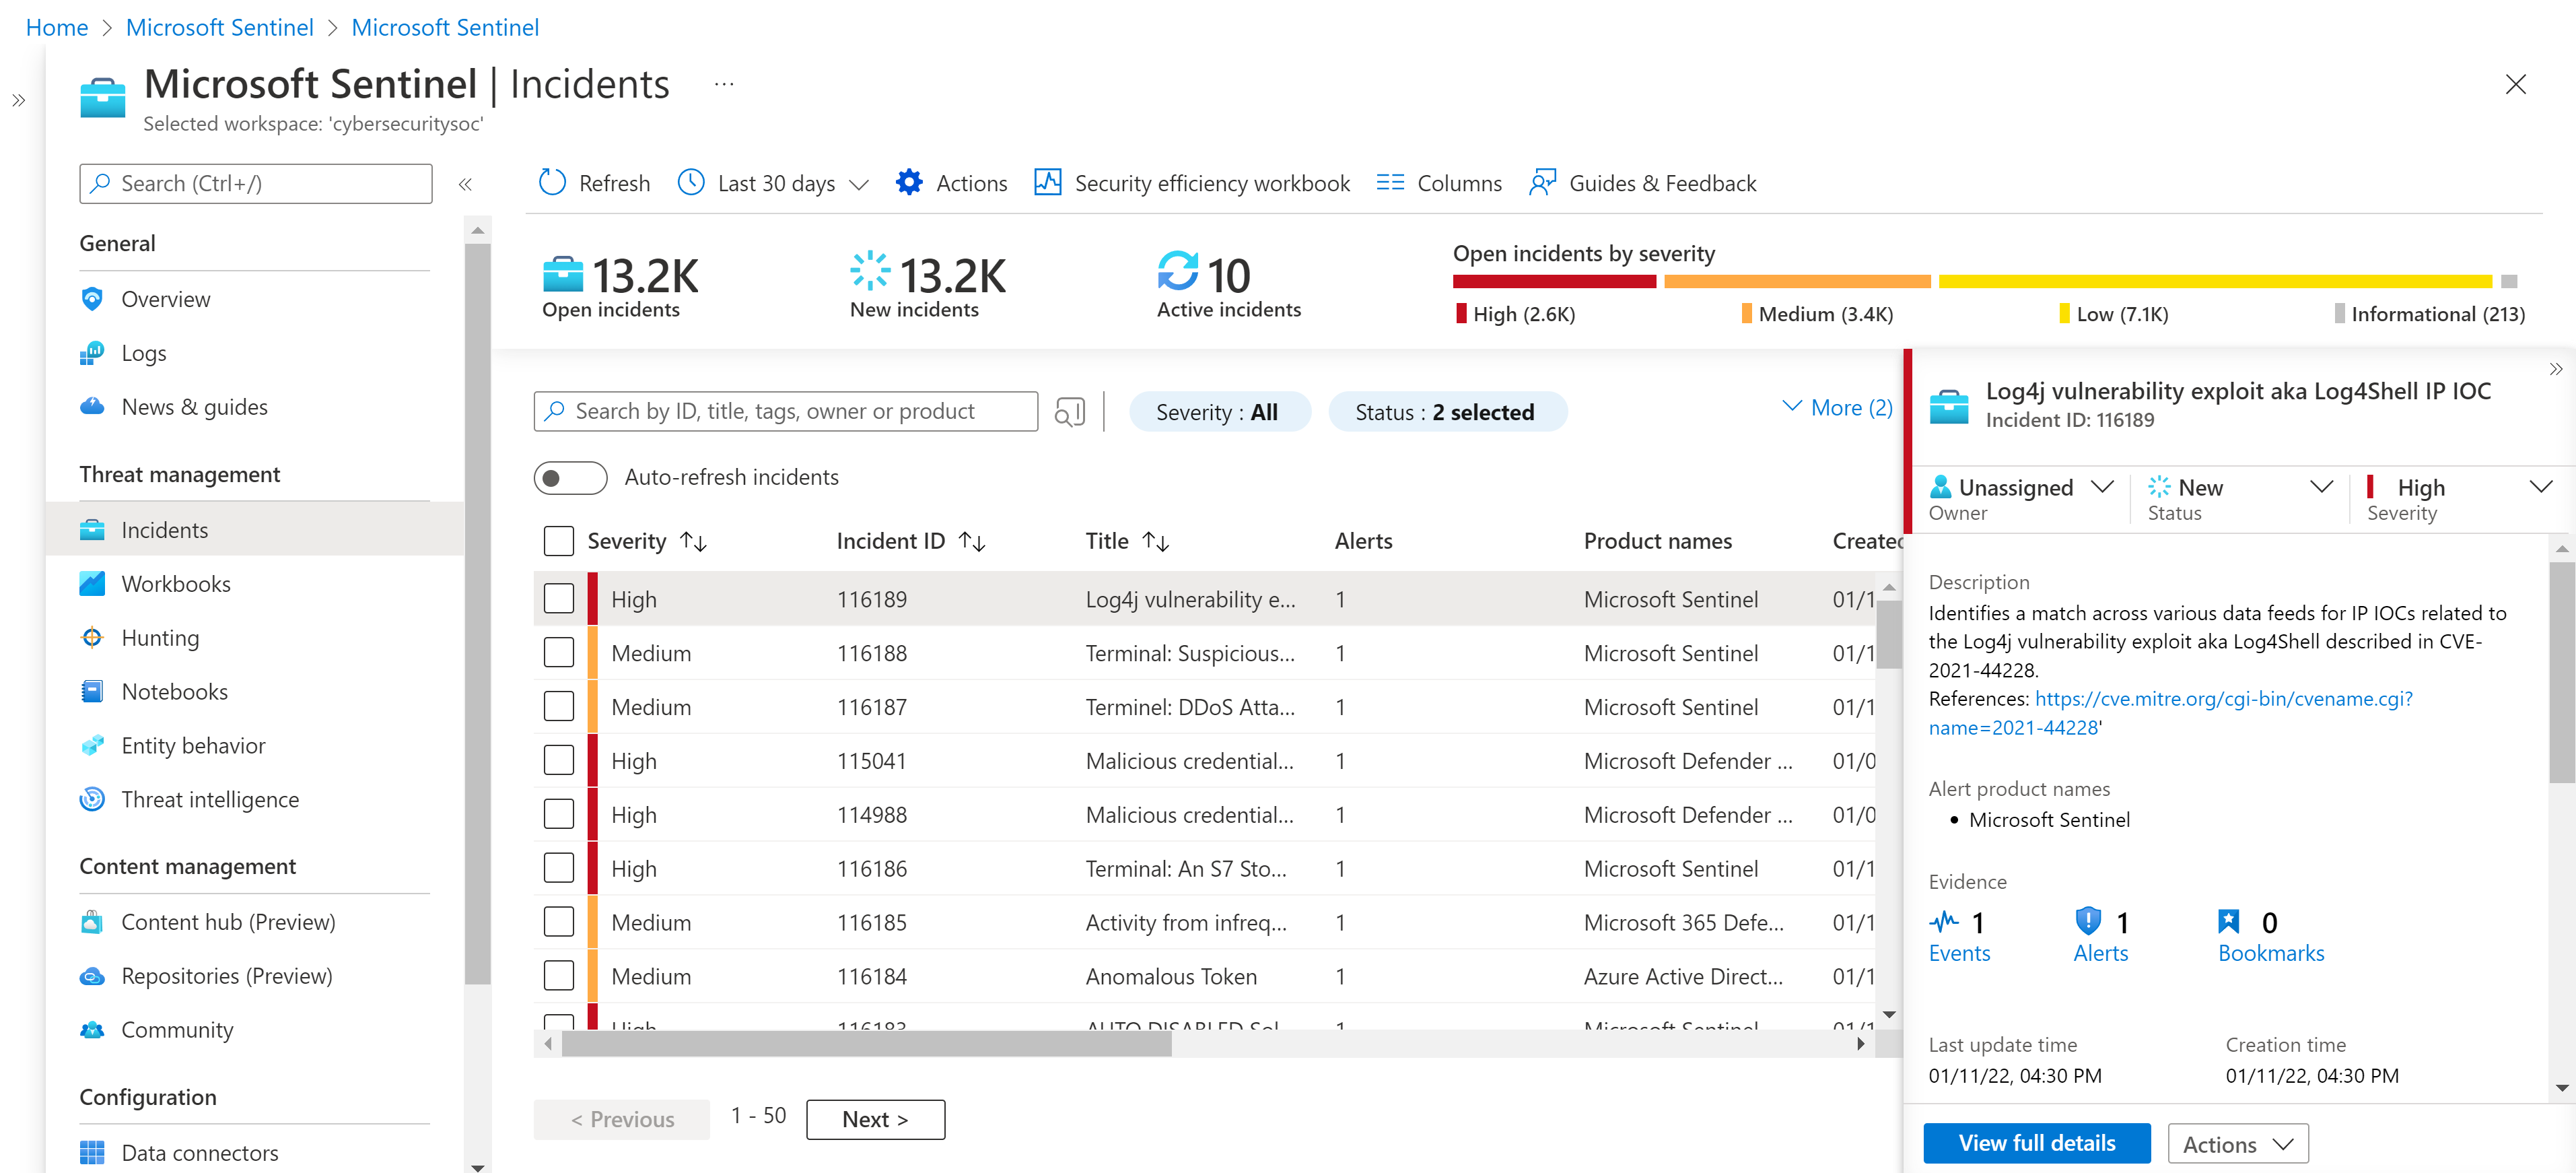 Home > Microsoft Sentinel > Microsoft Sentinel
Microsoft Sentinel | Incidents ...
Selected workspace: 'cybersecuritysoc'
Search (Ctrl+/)
General
Overview
Logs
News & guides
Threat management
Incidents
Workbooks
Hunting
Notebooks
Entity behavior
Threat intelligence
Content management
Content hub (Preview)
Repositories (Preview)
Community
Configuration
Data connectors
Refresh Last 30 days Actions Security efficiency workbook Columns Guides & Feedback
13.2K
Open incidents
13.2K
New incidents
10
Active incidents
Open incidents by severity
High (2.6K) Medium (3.4K) Low (7.1K) Informational (213)
Search by ID, title, tags, owner or product
Severity : All
Status : 2 selected
More (2)
Auto-refresh incidents
Severity Incident ID Title Alerts Product names Created
High 116189 Log4j vulnerability e... 1 Microsoft Sentinel 01/1
Medium 116188 Terminal: Suspicious... 1 Microsoft Sentinel 01/1
Medium 116187 Terminel: DDoS Atta... 1 Microsoft Sentinel 01/1
High 115041 Malicious credential... 1 Microsoft Defender ... 01/0
High 114988 Malicious credential... 1 Microsoft Defender ... 01/0
High 116186 Terminal: An S7 Sto... 1 Microsoft Sentinel 01/1
Medium 116185 Activity from infreq... 1 Microsoft 365 Defe... 01/1
Medium 116184 Anomalous Token 1 Azure Active Direct... 01/1
High 116183 AUTO DISABLED Sol 1 Microsoft Sentinel 01/1
< Previous 1 - 50 Next >
Log4j vulnerability exploit aka Log4Shell IP IOC
Incident ID: 116189
Unassigned New High
Owner Status Severity
Description
Identifies a match across various data feeds for IP IOCs related to
the Log4j vulnerability exploit aka Log4Shell described in CVE-
2021-44228.
References: https://cve.mitre.org/cgi-bin/cvename.cgi?
name=2021-44228'
Alert product names
• Microsoft Sentinel
Evidence
1 1 0
Events Alerts Bookmarks
Last update time Creation time
01/11/22, 04:30 PM 01/11/22, 04:30 PM
View full details Actions